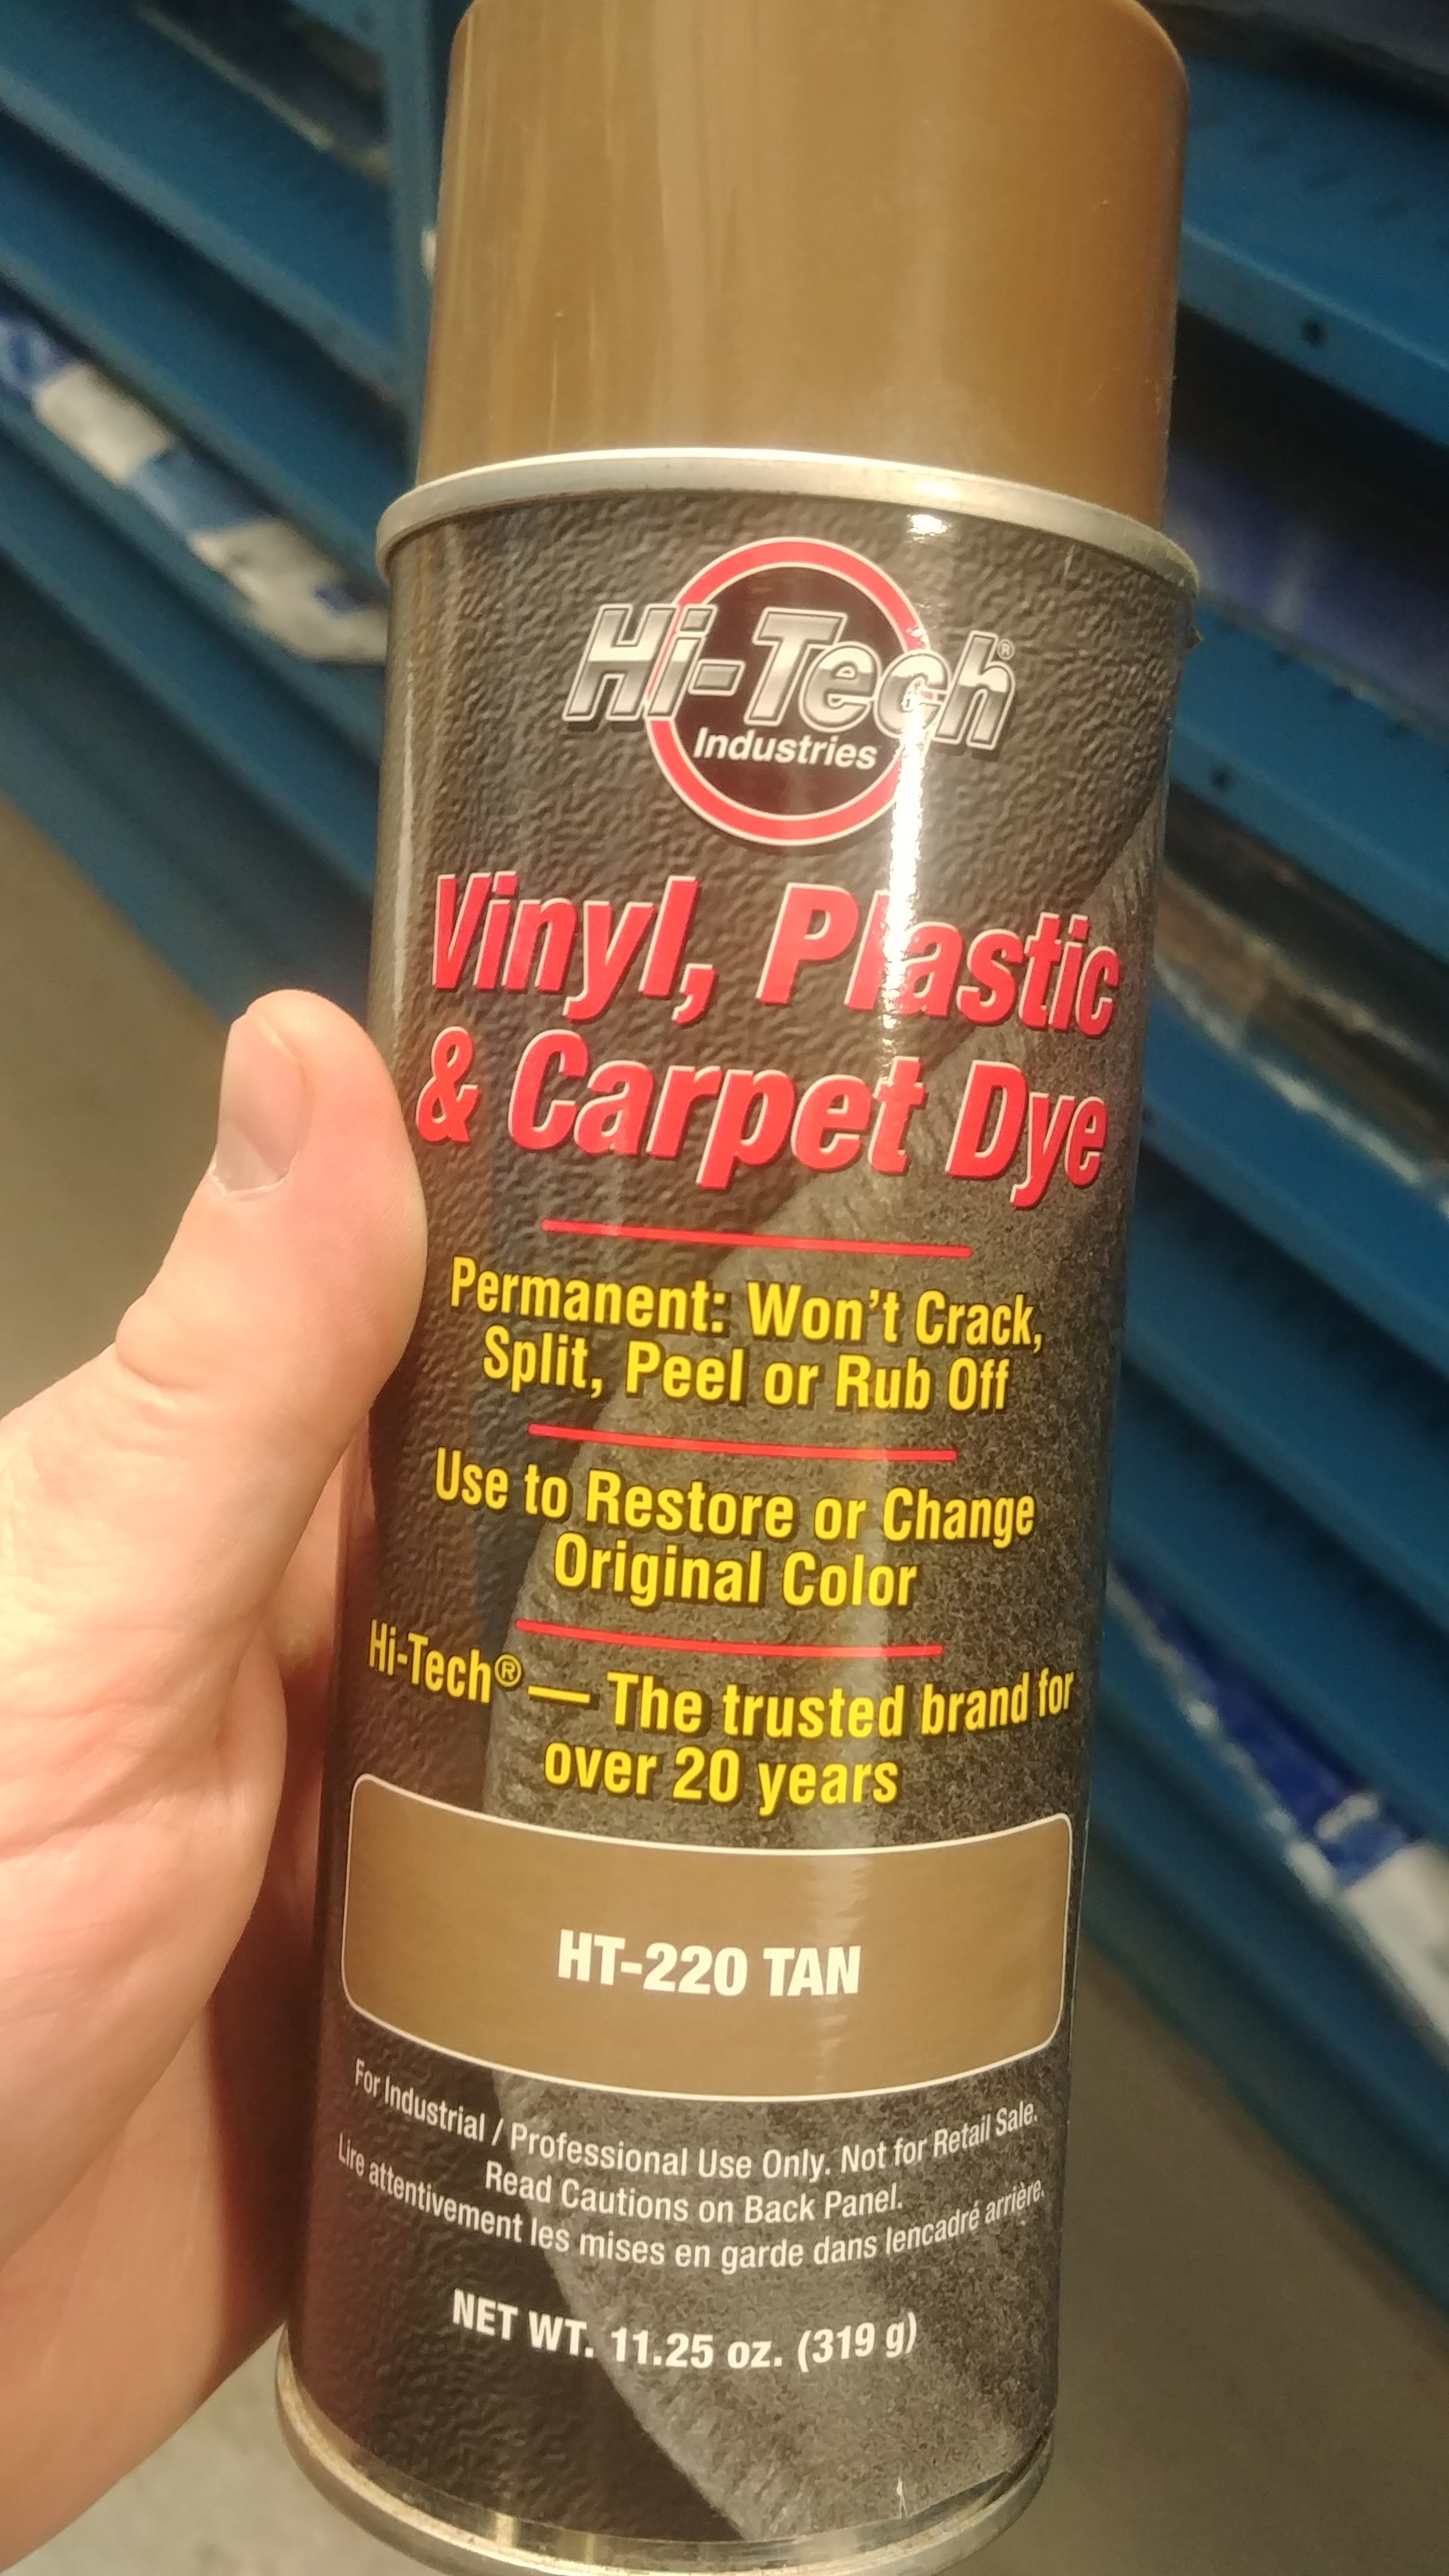 Hi-Tech®
Industries
Vinyl, Plastic
& Carpet Dye
Permanent: Won't Crack,
Split, Peel or Rub Off
Use to Restore or Change
Original Color
Hi-Tech® — The trusted brand for
over 20 years
HT-220 TAN
For Industrial / Professional Use Only. Not for Retail Sale.
Read Cautions on Back Panel.
Lire attentivement les mises en garde dans lencadré arrière.
NET WT. 11.25 oz. (319 g)